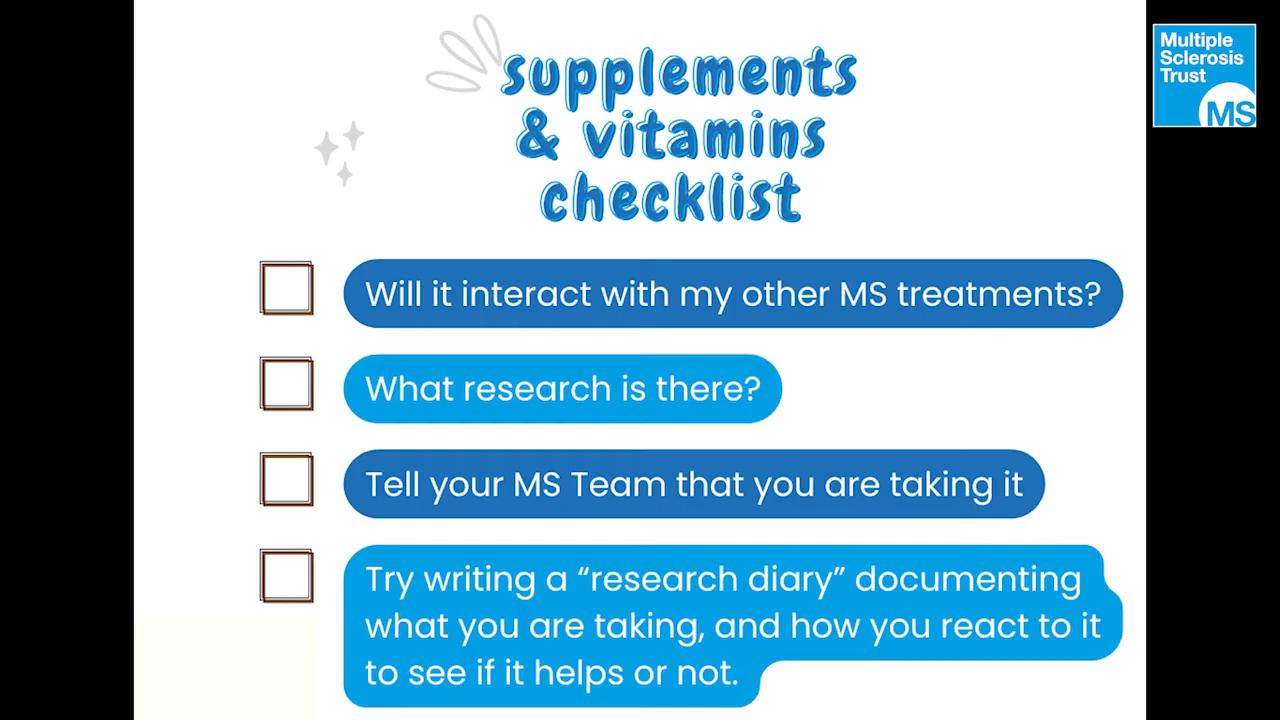 supplements
& vitamins
checklist
Multiple
Sclerosis
Trust
MS
Will it interact with my other MS treatments?
What research is there?
Tell your MS Team that you are taking it
Try writing a “research diary” documenting
what you are taking, and how you react to it
to see if it helps or not.